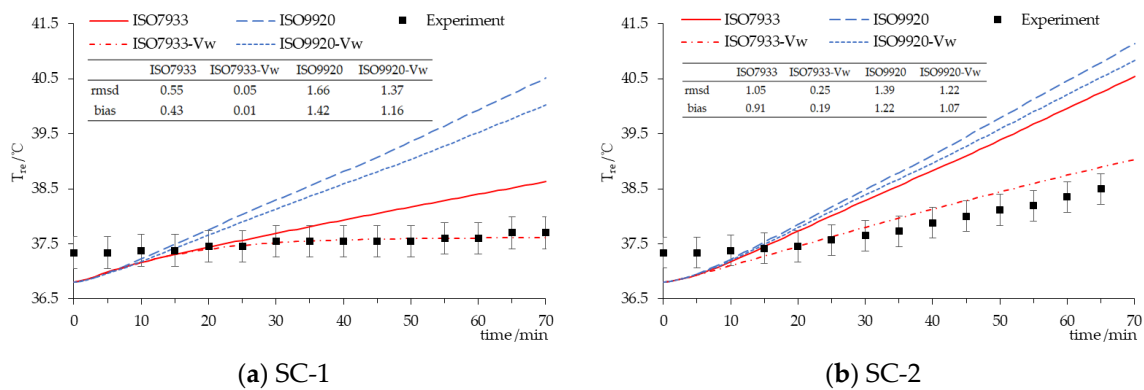 ISO7933 ISO9920 Experiment
ISO7933-Vw ISO9920-Vw
ISO7933 ISO7933-Vw ISO9920 ISO9920-Vw
rmsd 0.55 0.05 1.66 1.37
bias 0.43 0.01 1.42 1.16
41.5
40.5
39.5
38.5
37.5
36.5
Tre/℃
0 10 20 30 40 50 60 70
time/min
(a) SC-1
ISO7933 ISO9920 Experiment
ISO7933-Vw ISO9920-Vw
ISO7933 ISO7933-Vw ISO9920 ISO9920-Vw
rmsd 1.05 0.25 1.39 1.22
bias 0.91 0.19 1.22 1.07
41.5
40.5
39.5
38.5
37.5
36.5
Tre/℃
0 10 20 30 40 50 60 70
time/min
(b) SC-2